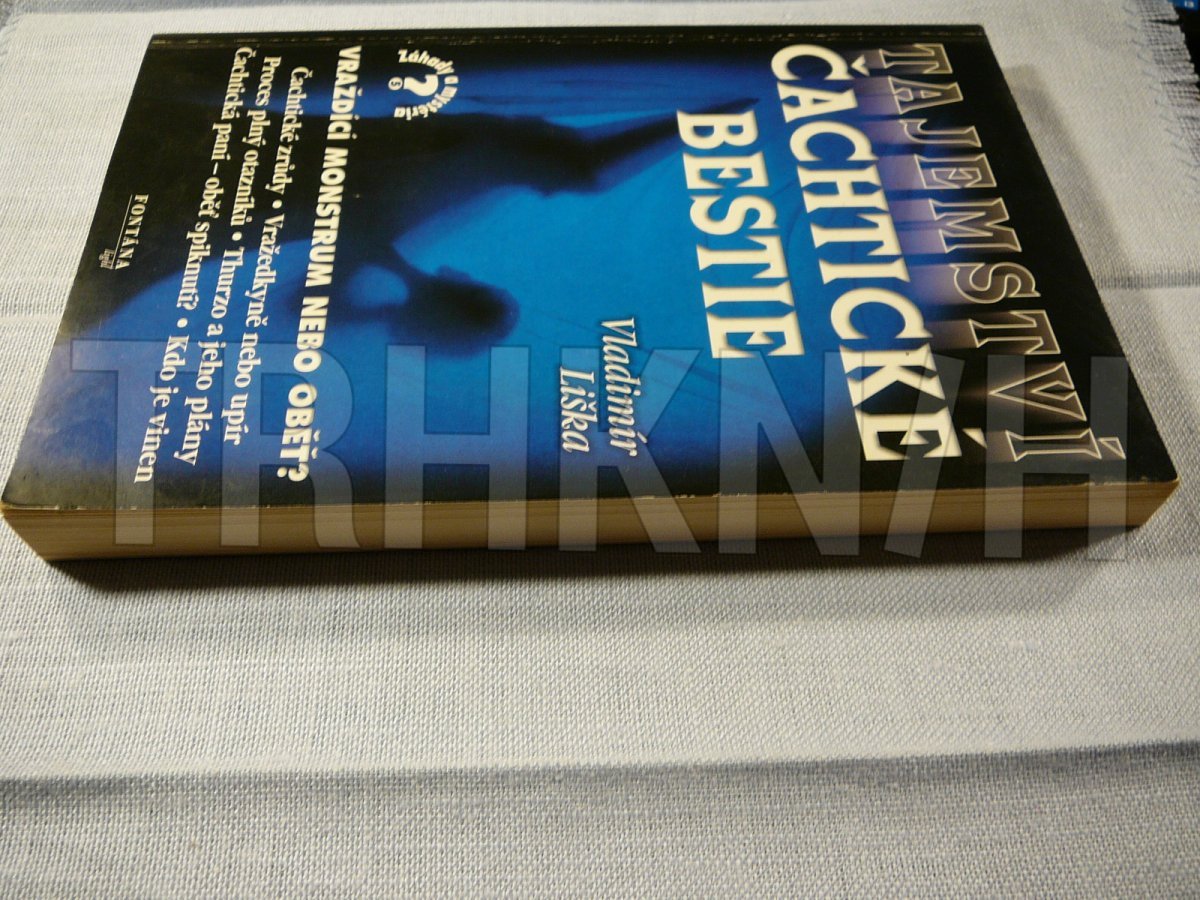 TAJEMSTVÍ
ČACHTICKÉ
BESTIE
Vladimír
Liška
Záhady a mystéria
?
VRAŽDÍCÍ MONSTRUM NEBO OBĚŤ?
Čachtické zrůdy • Vražedkyně nebo upír
Proces plný otazníků • Thurzo a jeho plány
Čachtická paní – oběť spiknutí? • Kdo je vinen
FONTÁNA
TRHKNIH